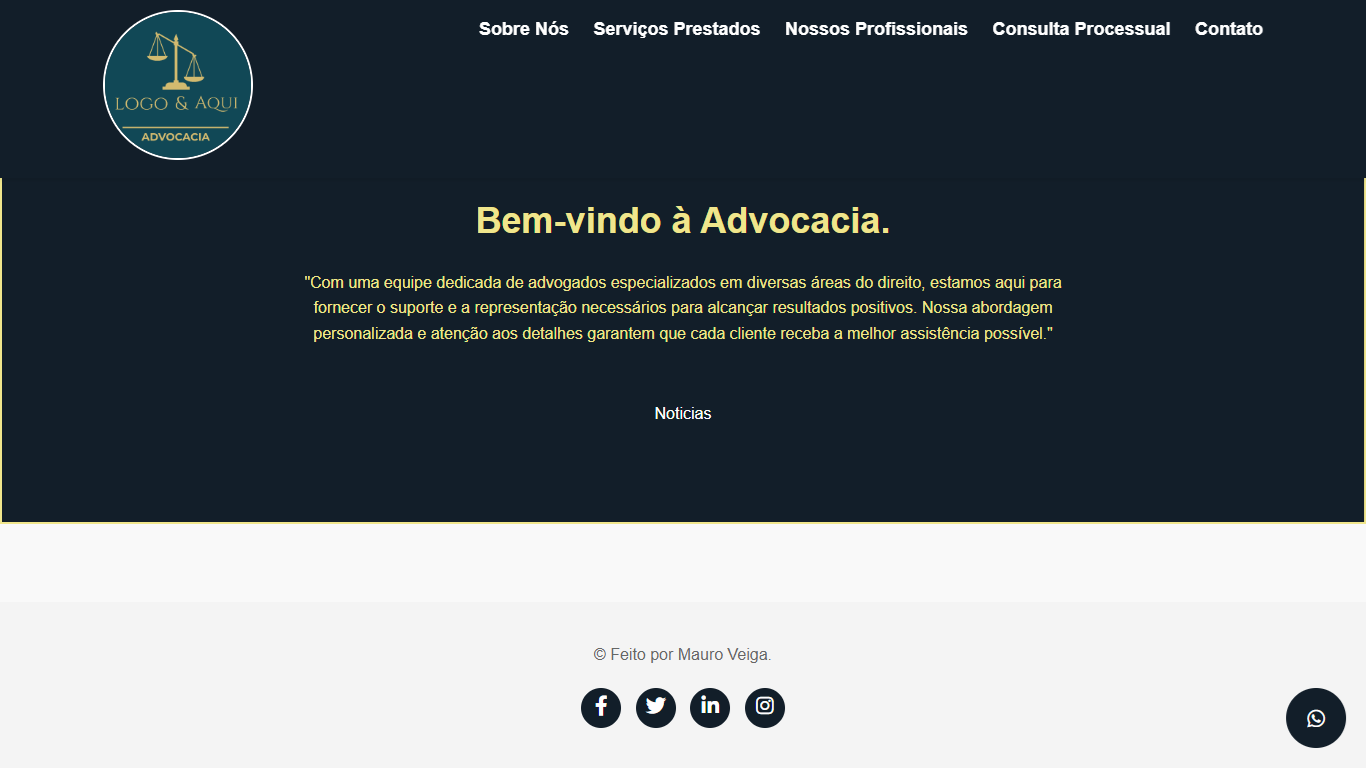 LOGO & AQUI
ADVOCACIA
Sobre Nós Serviços Prestados Nossos Profissionais Consulta Processual Contato
Bem-vindo à Advocacia.
"Com uma equipe dedicada de advogados especializados em diversas áreas do direito, estamos aqui para
fornecer o suporte e a representação necessários para alcançar resultados positivos. Nossa abordagem
personalizada e atenção aos detalhes garantem que cada cliente receba a melhor assistência possível."
Noticias
© Feito por Mauro Veiga.